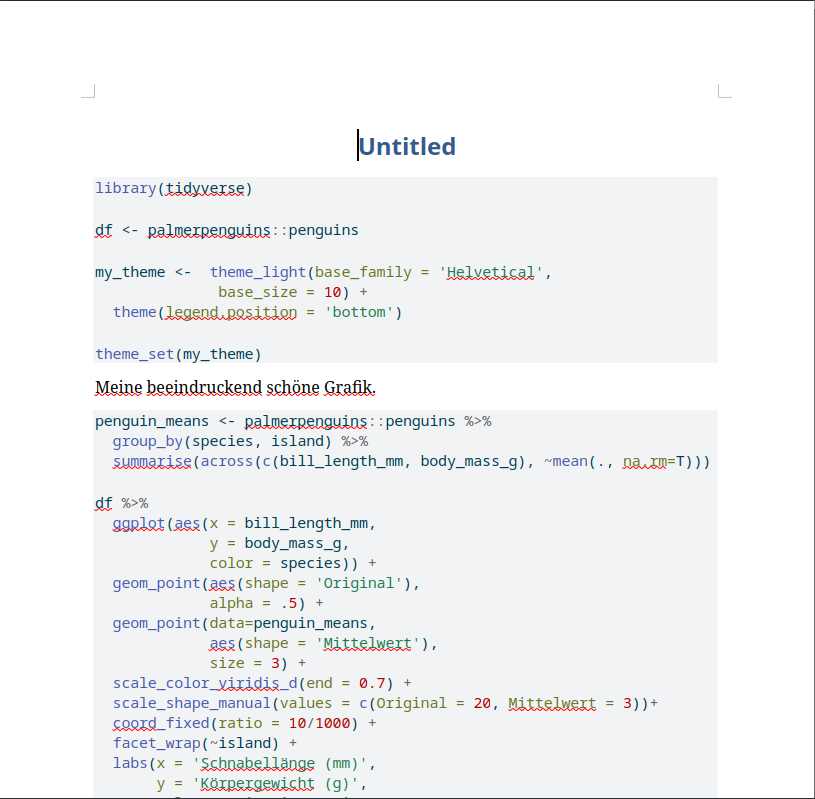 Untitled
library(tidyverse)
df <- palmerpenguins::penguins
my_theme <-  theme_light(base_family = 'Helvetical',
              base_size = 10) +
  theme(legend.position = 'bottom')
theme_set(my_theme)
Meine beeindruckend schöne Grafik.
penguin_means <- palmerpenguins::penguins %>%
  group_by(species, island) %>%
  summarise(across(c(bill_length_mm, body_mass_g), ~mean(., na.rm=T)))
df %>%
  ggplot(aes(x = bill_length_mm,
             y = body_mass_g,
             color = species)) +
  geom_point(aes(shape = 'Original'),
             alpha = .5) +
  geom_point(data=penguin_means,
             aes(shape = 'Mittelwert'),
             size = 3) +
  scale_color_viridis_d(end = 0.7) +
  scale_shape_manual(values = c(Original = 20, Mittelwert = 3))+
  coord_fixed(ratio = 10/1000) +
  facet_wrap(~island) +
  labs(x = 'Schnabellänge (mm)',
       y = 'Körpergewicht (g)',